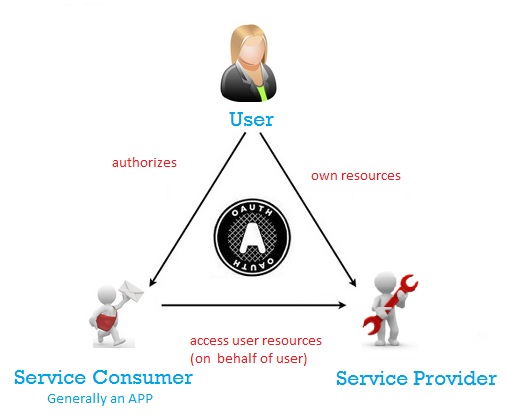 User
authorizes
own resources
OAUTH
A
OAUTH
access user resources
(on behalf of user)
Service Consumer
Generally an APP
Service Provider